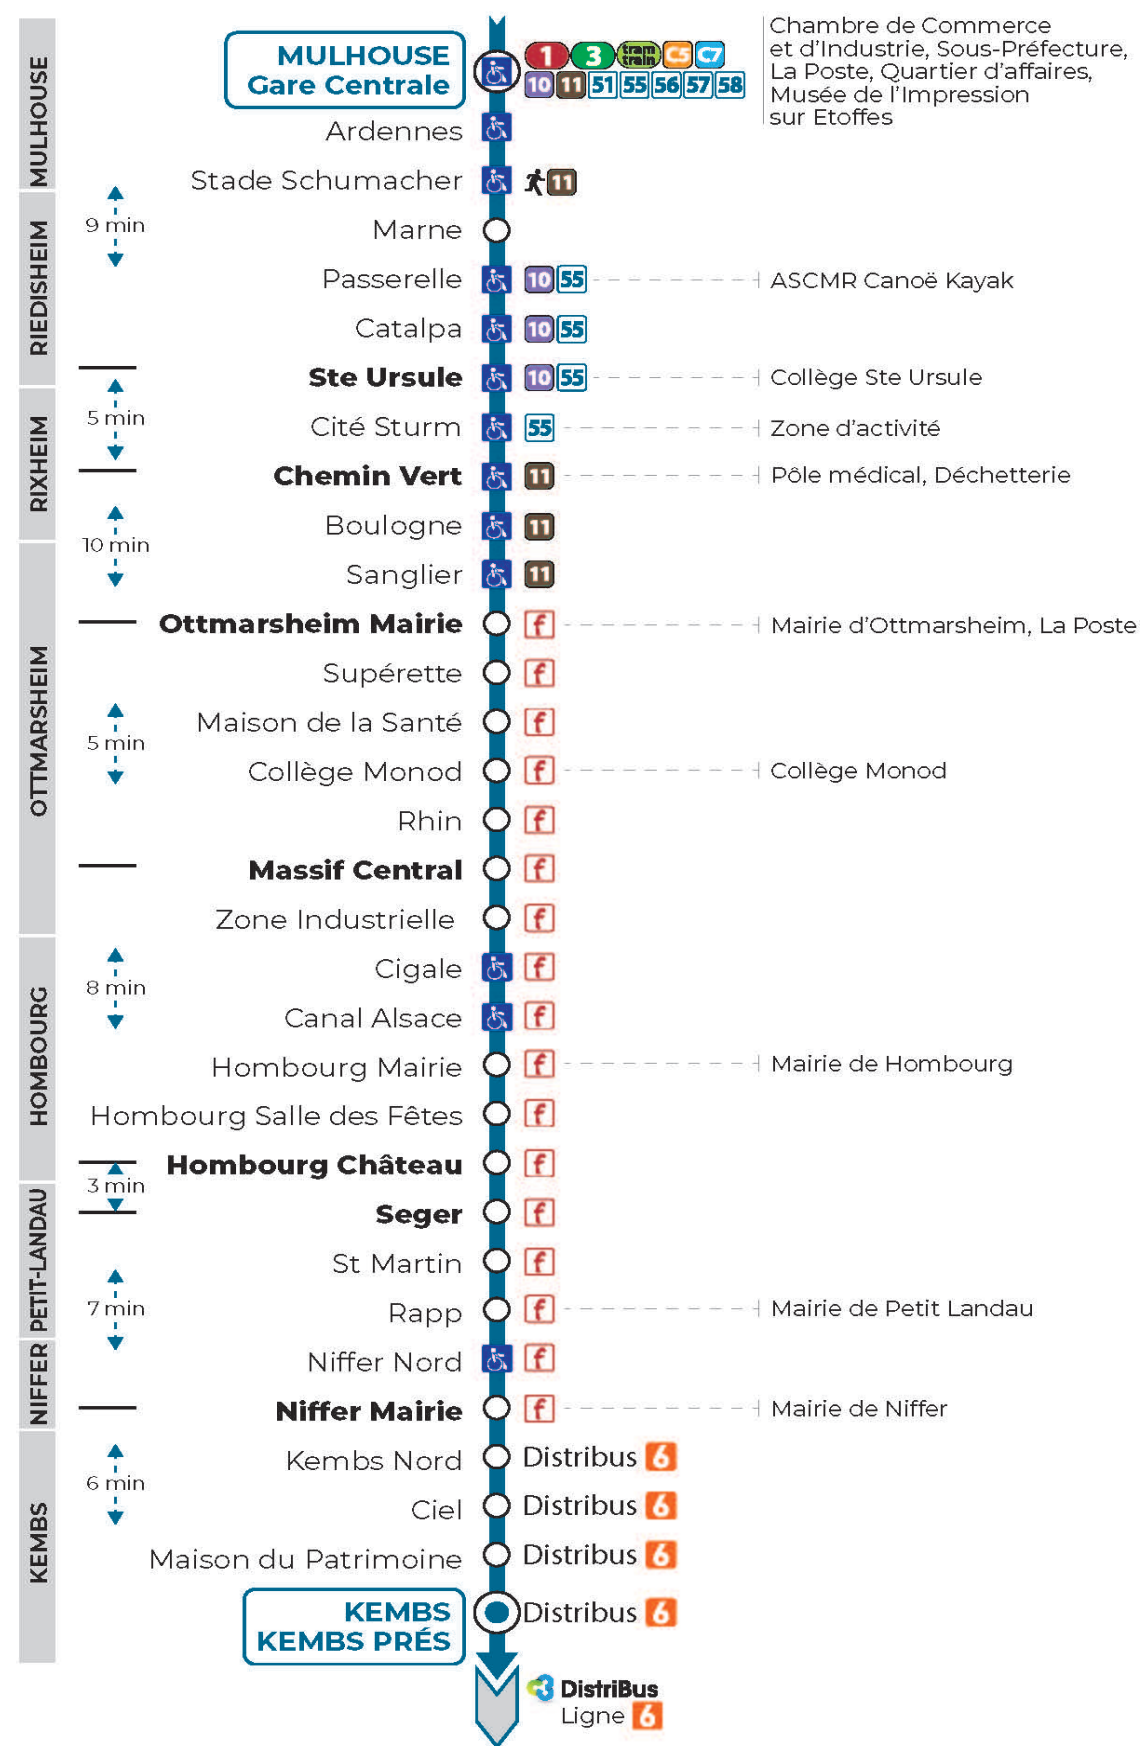 MULHOUSE
MULHOUSE
Gare Centrale
1 3 tram train C5 C7
10 11 51 55 56 57 58
Chambre de Commerce
et d'Industrie, Sous-Préfecture,
La Poste, Quartier d'affaires,
Musée de l'Impression
sur Etoffes
Ardennes
Stade Schumacher 11
RIEDISHEIM
9 min
Marne
Passerelle 10 55 ASCMR Canoë Kayak
Catalpa 10 55
Ste Ursule 10 55 Collège Ste Ursule
RIXHEIM
5 min
Cité Sturm 55 Zone d'activité
Chemin Vert 11 Pôle médical, Déchetterie
Boulogne 11
10 min
Sanglier 11
OTTMARSHEIM
Ottmarsheim Mairie f Mairie d'Ottmarsheim, La Poste
Supérette f
Maison de la Santé f
5 min
Collège Monod f Collège Monod
Rhin f
Massif Central f
Zone Industrielle f
HOMBOURG
Cigale f
8 min
Canal Alsace f
Hombourg Mairie f Mairie de Hombourg
Hombourg Salle des Fêtes f
Hombourg Château f
3 min
PETIT-LANDAU
Seger f
St Martin f
7 min
Rapp f Mairie de Petit Landau
NIFFER
Niffer Nord f
Niffer Mairie f Mairie de Niffer
KEMBS
Kembs Nord Distribus 6
6 min
Ciel Distribus 6
Maison du Patrimoine Distribus 6
KEMBS
KEMBS PRÉS
Distribus 6
DistriBus
Ligne 6